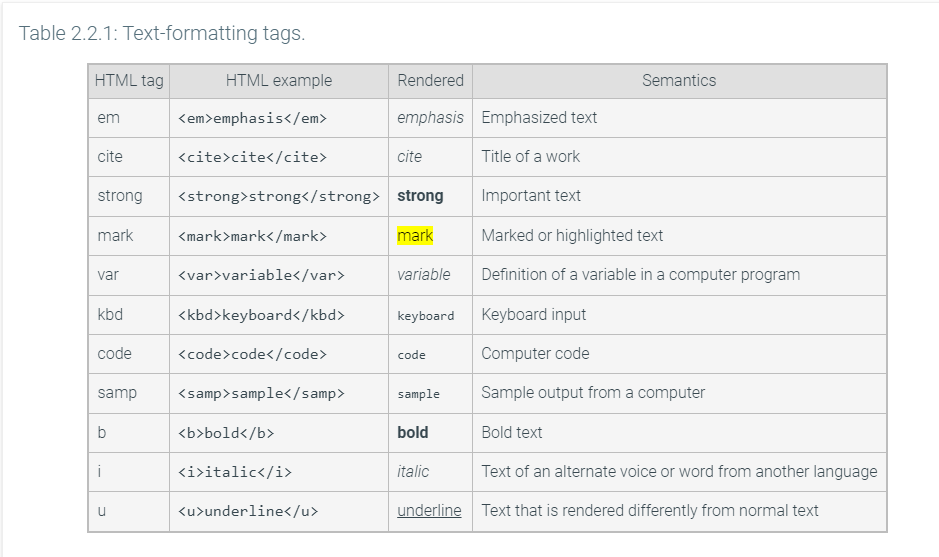 Table 2.2.1: Text-formatting tags.
HTML tag HTML example Rendered Semantics
em <em>emphasis</em> emphasis Emphasized text
cite <cite>cite</cite> cite Title of a work
strong <strong>strong</strong> strong Important text
mark <mark>mark</mark> mark Marked or highlighted text
var <var>variable</var> variable Definition of a variable in a computer program
kbd <kbd>keyboard</kbd> keyboard Keyboard input
code <code>code</code> code Computer code
samp <samp>sample</samp> sample Sample output from a computer
b <b>bold</b> bold Bold text
i <i>italic</i> italic Text of an alternate voice or word from another language
u <u>underline</u> underline Text that is rendered differently from normal text